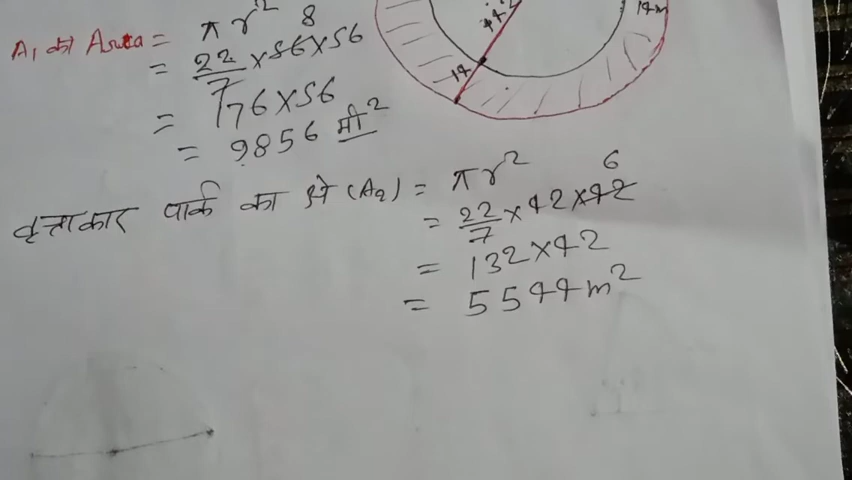 A₁ का Area = πr² 8
= 22/7 × 56 × 56
= 176 × 56
= 9856 मी²
14
42
14m
वृत्ताकार पार्क का क्षे (A₂) = πr² 6
= 22/7 × 42 × 42
= 132 × 42
= 5544 m²